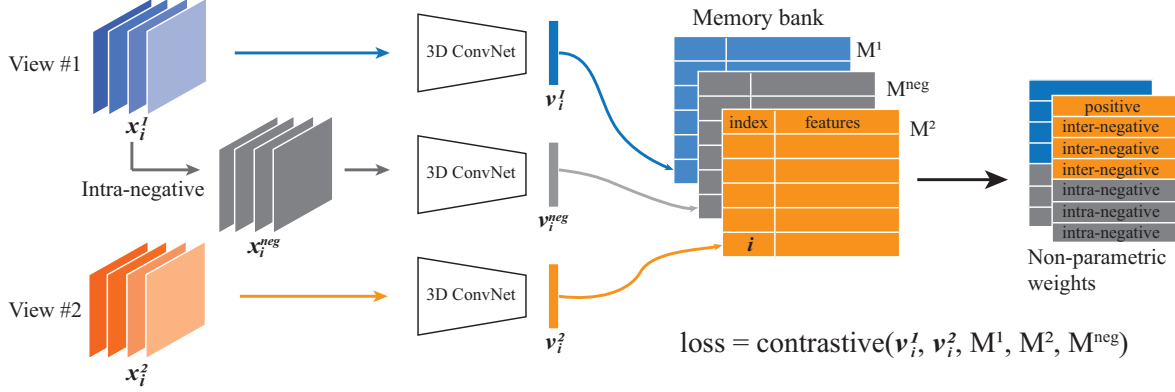 Memory bank
View #1
3D ConvNet
M¹
x_i^1
v_i^1
M^neg
index features
M²
positive
inter-negative
inter-negative
inter-negative
intra-negative
intra-negative
intra-negative
Intra-negative
3D ConvNet
x_i^neg
v_i^neg
i
Non-parametric
weights
View #2
3D ConvNet
x_i^2
v_i^2
loss = contrastive(v_i^1, v_i^2, M¹, M², M^neg)